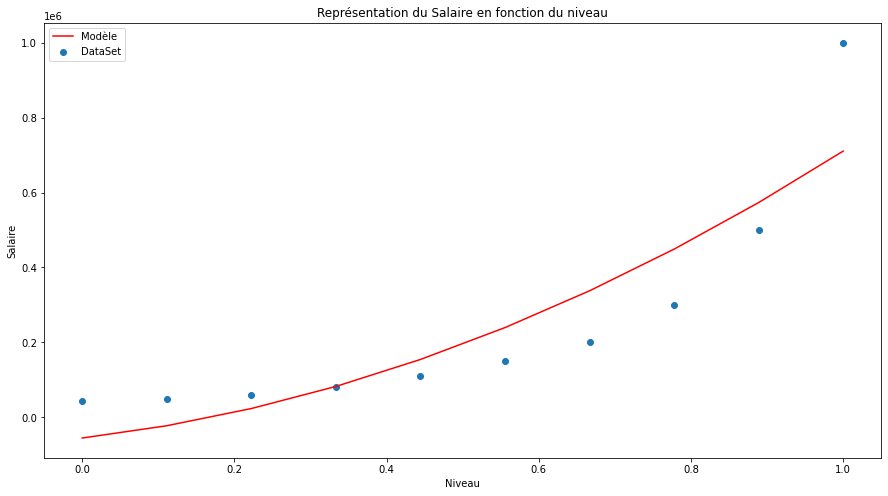 Représentation du Salaire en fonction du niveau
1e6
Modèle
DataSet
1.0
0.8
0.6
0.4
0.2
0.0
Salaire
0.0 0.2 0.4 0.6 0.8 1.0
Niveau